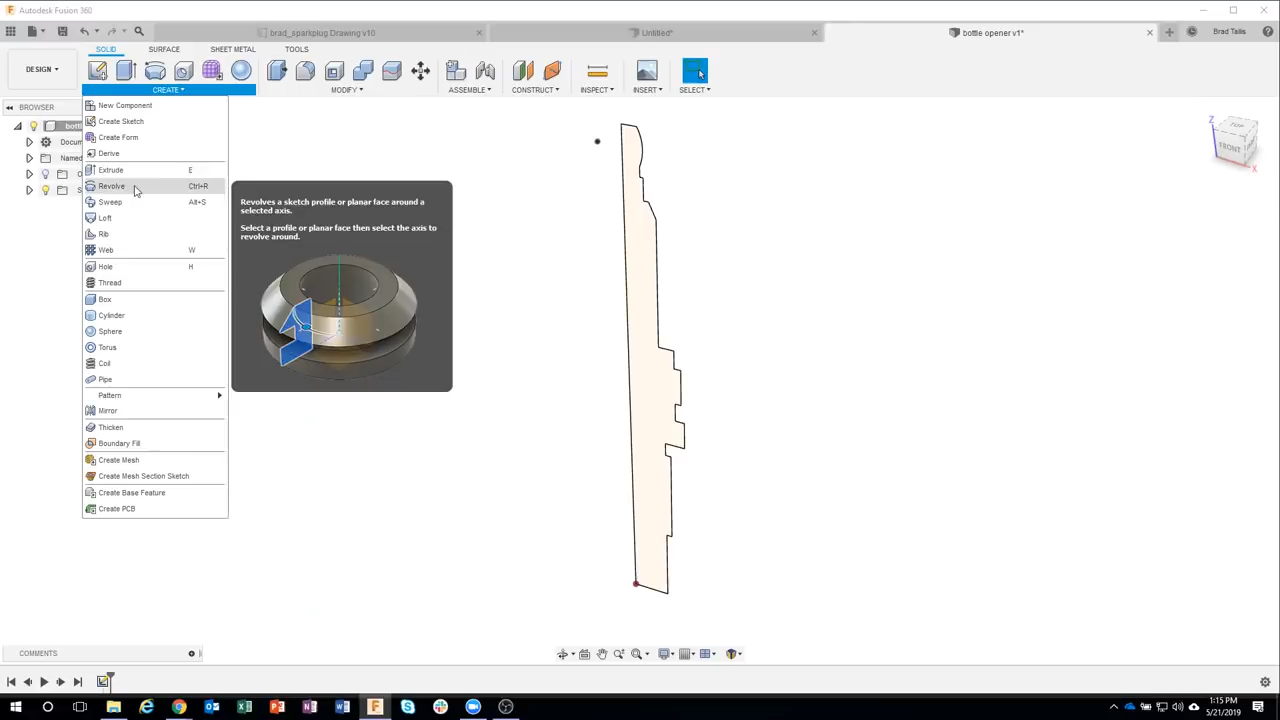 Autodesk Fusion 360
brad_sparkplug Drawing v10
Untitled*
bottle opener v1*
Brad Tallis
SOLID
SURFACE
SHEET METAL
TOOLS
DESIGN
CREATE
MODIFY
ASSEMBLE
CONSTRUCT
INSPECT
INSERT
SELECT
BROWSER
New Component
Create Sketch
Create Form
Derive
Extrude E
Revolve Ctrl+R
Sweep Alt+S
Loft
Rib
Web W
Hole H
Thread
Box
Cylinder
Sphere
Torus
Coil
Pipe
Pattern
Mirror
Thicken
Boundary Fill
Create Mesh
Create Mesh Section Sketch
Create Base Feature
Create PCB
Revolves a sketch profile or planar face around a
selected axis.
Select a profile or planar face then select the axis to
revolve around.
TOP
FRONT
Z
X
COMMENTS
1:15 PM
5/21/2019